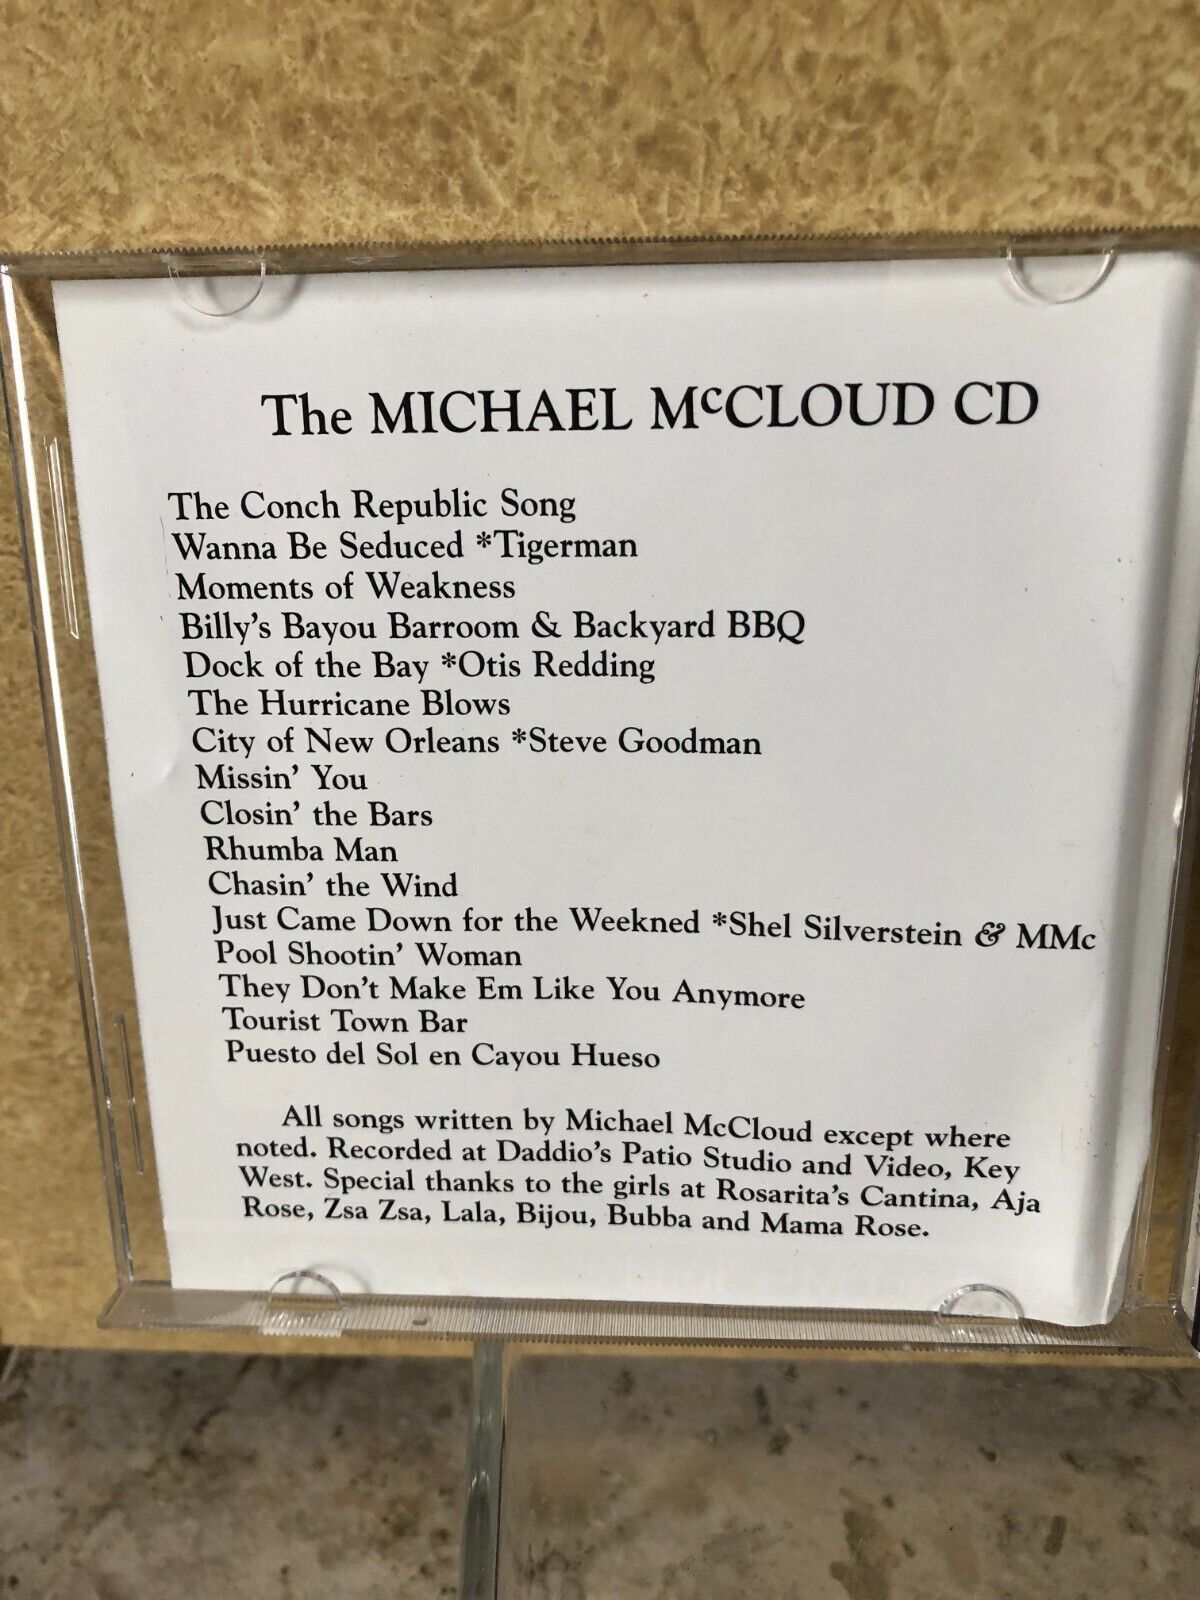 The MICHAEL McCLOUD CD
The Conch Republic Song
Wanna Be Seduced *Tigerman
Moments of Weakness
Billy's Bayou Barroom & Backyard BBQ
Dock of the Bay *Otis Redding
The Hurricane Blows
City of New Orleans *Steve Goodman
Missin' You
Closin' the Bars
Rhumba Man
Chasin' the Wind
Just Came Down for the Weekned *Shel Silverstein & MMc
Pool Shootin' Woman
They Don't Make Em Like You Anymore
Tourist Town Bar
Puesto del Sol en Cayou Hueso
All songs written by Michael McCloud except where
noted. Recorded at Daddio's Patio Studio and Video, Key
West. Special thanks to the girls at Rosarita's Cantina, Aja
Rose, Zsa Zsa, Lala, Bijou, Bubba and Mama Rose.